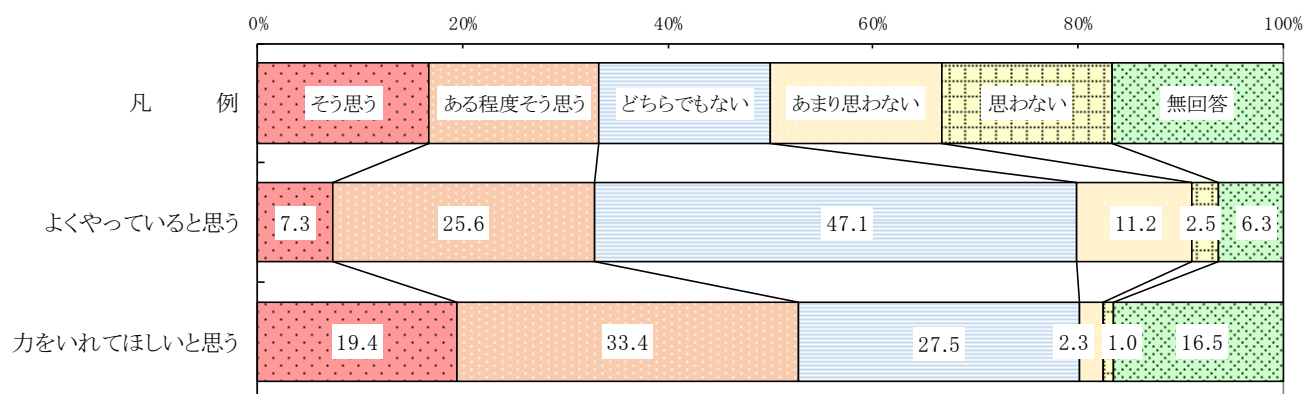 0% 20% 40% 60% 80% 100%
凡 例 そう思う ある程度そう思う どちらでもない あまり思わない 思わない 無回答
よくやっていると思う 7.3 25.6 47.1 11.2 2.5 6.3
力をいれてほしいと思う 19.4 33.4 27.5 2.3 1.0 16.5